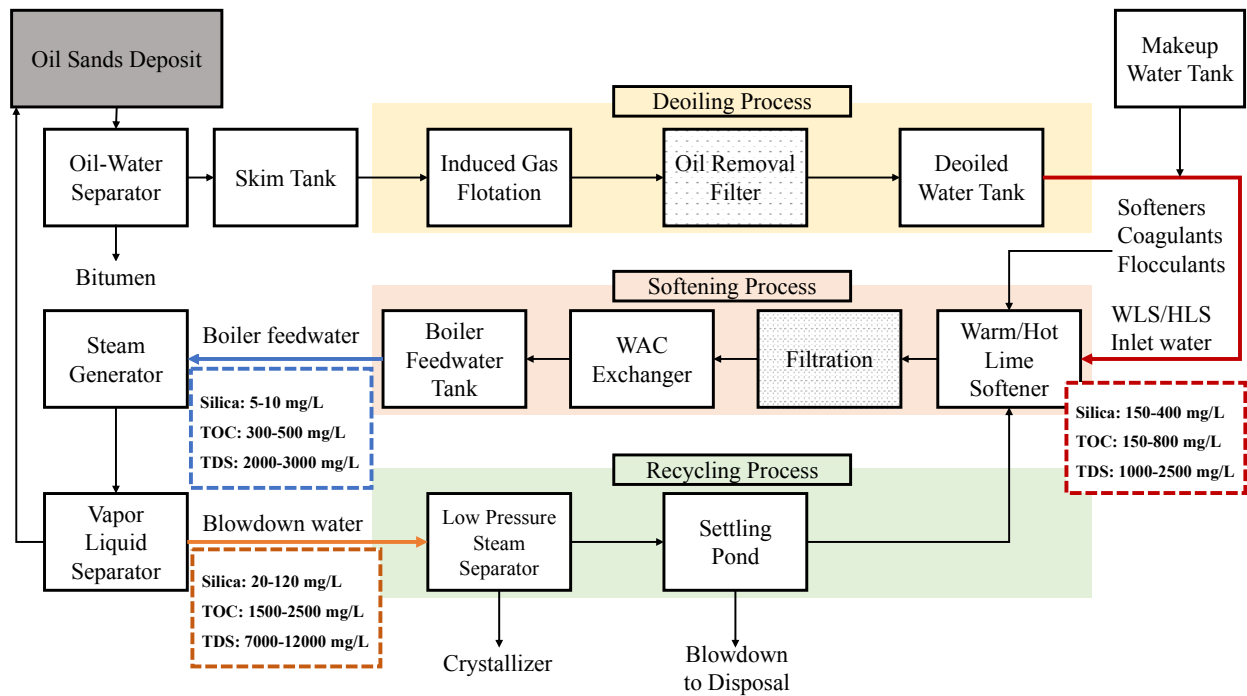 Oil Sands Deposit
Makeup
Water Tank
Deoiling Process
Oil-Water
Separator
Skim Tank
Induced Gas
Flotation
Oil Removal
Filter
Deoiled
Water Tank
Softeners
Coagulants
Flocculants
Bitumen
Softening Process
Steam
Generator
Boiler feedwater
Boiler
Feedwater
Tank
WAC
Exchanger
Filtration
Warm/Hot
Lime
Softener
WLS/HLS
Inlet water
Silica: 5-10 mg/L
TOC: 300-500 mg/L
TDS: 2000-3000 mg/L
Silica: 150-400 mg/L
TOC: 150-800 mg/L
TDS: 1000-2500 mg/L
Recycling Process
Vapor
Liquid
Separator
Blowdown water
Low Pressure
Steam
Separator
Settling
Pond
Silica: 20-120 mg/L
TOC: 1500-2500 mg/L
TDS: 7000-12000 mg/L
Crystallizer
Blowdown
to Disposal